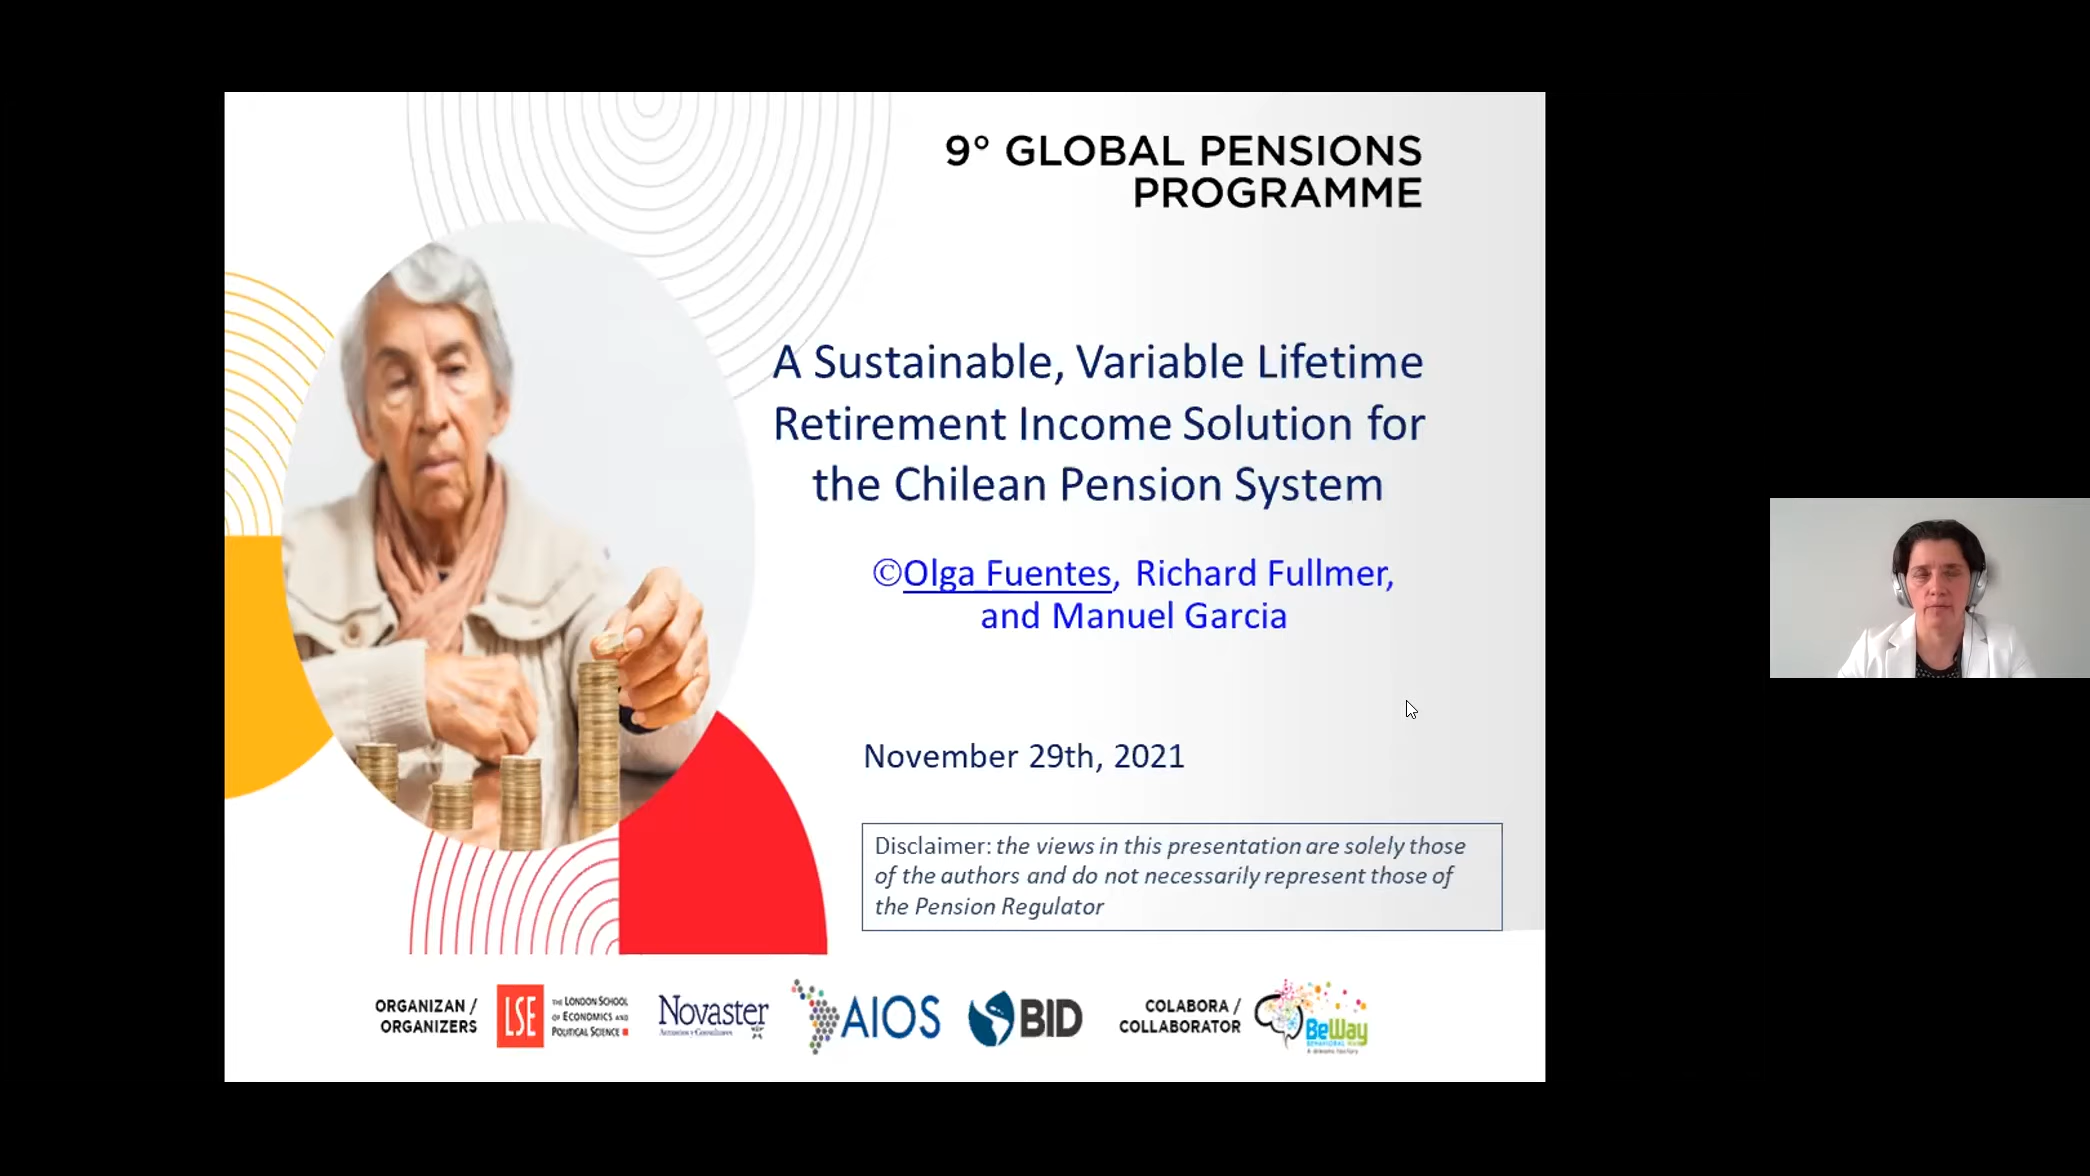 9° GLOBAL PENSIONS
PROGRAMME
A Sustainable, Variable Lifetime
Retirement Income Solution for
the Chilean Pension System
©Olga Fuentes, Richard Fullmer,
and Manuel Garcia
November 29th, 2021
Disclaimer: the views in this presentation are solely those
of the authors and do not necessarily represent those of
the Pension Regulator
ORGANIZAN /
ORGANIZERS
LSE
THE LONDON SCHOOL
OF ECONOMICS AND
POLITICAL SCIENCE
Novaster
AIOS
BID
COLABORA /
COLLABORATOR
BeWay